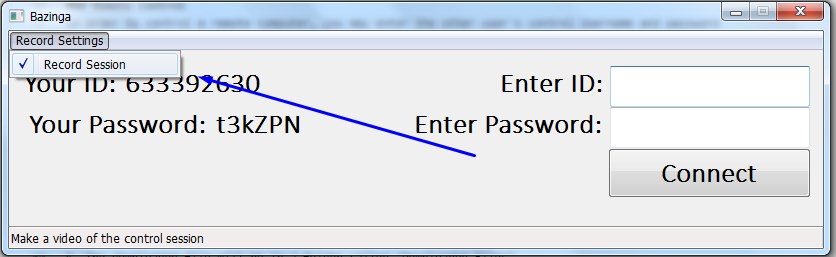 Bazinga
Record Settings
Record Session
Your ID: 633392630
Enter ID:
Your Password: t3kZPN
Enter Password:
Connect
Make a video of the control session